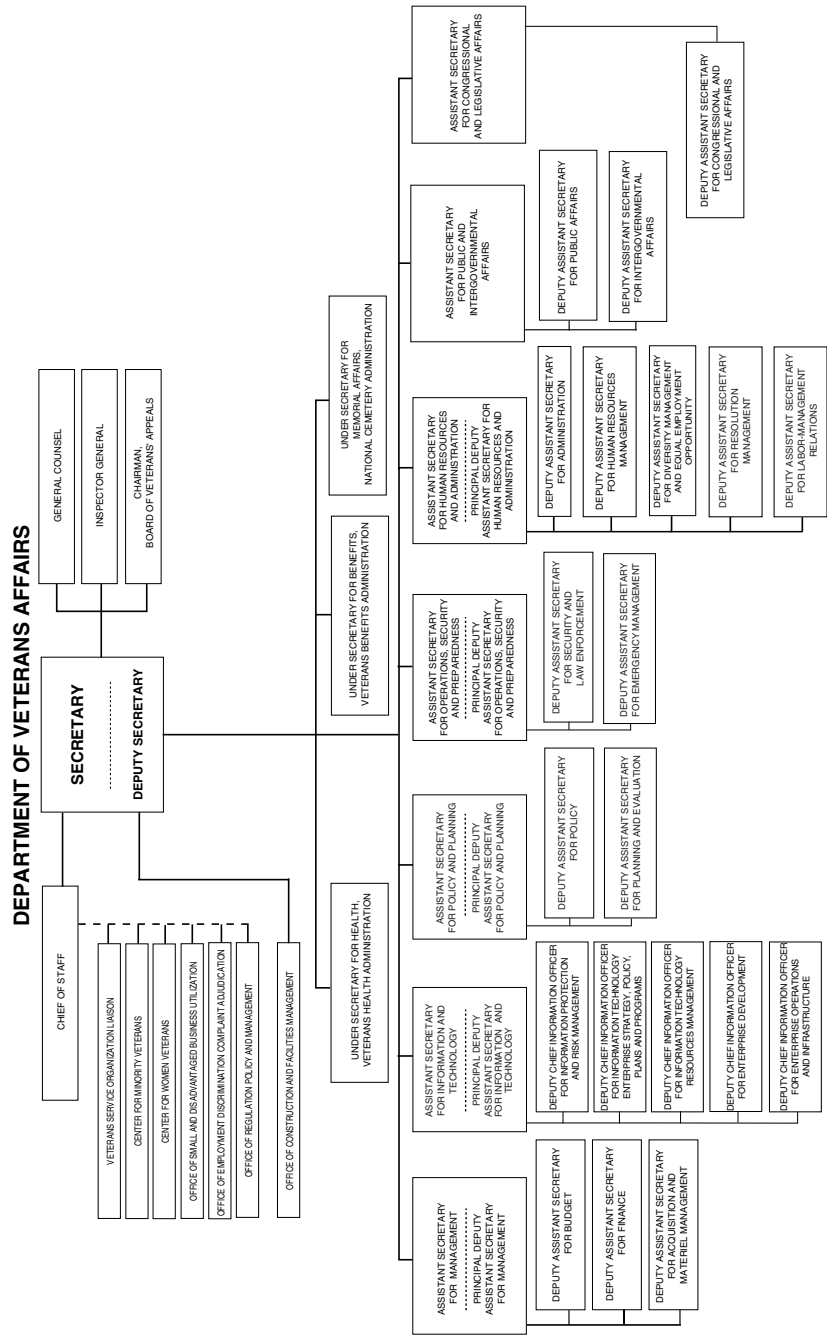 DEPARTMENT OF VETERANS AFFAIRS
SECRETARY
DEPUTY SECRETARY
GENERAL COUNSEL
INSPECTOR GENERAL
CHAIRMAN,
BOARD OF VETERANS' APPEALS
CHIEF OF STAFF
VETERANS SERVICE ORGANIZATION LIAISON
CENTER FOR MINORITY VETERANS
CENTER FOR WOMEN VETERANS
OFFICE OF SMALL AND DISADVANTAGED BUSINESS UTILIZATION
OFFICE OF EMPLOYMENT DISCRIMINATION COMPLAINT ADJUDICATION
OFFICE OF REGULATION POLICY AND MANAGEMENT
OFFICE OF CONSTRUCTION AND FACILITIES MANAGEMENT
UNDER SECRETARY FOR HEALTH,
VETERANS HEALTH ADMINISTRATION
UNDER SECRETARY FOR BENEFITS,
VETERANS BENEFITS ADMINISTRATION
UNDER SECRETARY FOR
MEMORIAL AFFAIRS,
NATIONAL CEMETERY ADMINISTRATION
ASSISTANT SECRETARY
FOR MANAGEMENT
PRINCIPAL DEPUTY
ASSISTANT SECRETARY
FOR MANAGEMENT
DEPUTY ASSISTANT SECRETARY
FOR BUDGET
DEPUTY ASSISTANT SECRETARY
FOR FINANCE
DEPUTY ASSISTANT SECRETARY
FOR ACQUISITION AND
MATERIEL MANAGEMENT
ASSISTANT SECRETARY
FOR INFORMATION AND
TECHNOLOGY
PRINCIPAL DEPUTY
ASSISTANT SECRETARY
FOR INFORMATION AND
TECHNOLOGY
DEPUTY CHIEF INFORMATION OFFICER
FOR INFORMATION PROTECTION
AND RISK MANAGEMENT
DEPUTY CHIEF INFORMATION OFFICER
FOR INFORMATION TECHNOLOGY
ENTERPRISE STRATEGY, POLICY,
PLANS AND PROGRAMS
DEPUTY CHIEF INFORMATION OFFICER
FOR INFORMATION TECHNOLOGY
RESOURCES MANAGEMENT
DEPUTY CHIEF INFORMATION OFFICER
FOR ENTERPRISE DEVELOPMENT
DEPUTY CHIEF INFORMATION OFFICER
FOR ENTERPRISE OPERATIONS
AND INFRASTRUCTURE
ASSISTANT SECRETARY
FOR POLICY AND PLANNING
PRINCIPAL DEPUTY
ASSISTANT SECRETARY
FOR POLICY AND PLANNING
DEPUTY ASSISTANT SECRETARY
FOR POLICY
DEPUTY ASSISTANT SECRETARY
FOR PLANNING AND EVALUATION
ASSISTANT SECRETARY
FOR OPERATIONS, SECURITY
AND PREPAREDNESS
PRINCIPAL DEPUTY
ASSISTANT SECRETARY
FOR OPERATIONS, SECURITY
AND PREPAREDNESS
DEPUTY ASSISTANT SECRETARY
FOR SECURITY AND
LAW ENFORCEMENT
DEPUTY ASSISTANT SECRETARY
FOR EMERGENCY MANAGEMENT
ASSISTANT SECRETARY
FOR HUMAN RESOURCES
AND ADMINISTRATION
PRINCIPAL DEPUTY
ASSISTANT SECRETARY FOR
HUMAN RESOURCES AND
ADMINISTRATION
DEPUTY ASSISTANT SECRETARY
FOR ADMINISTRATION
DEPUTY ASSISTANT SECRETARY
FOR HUMAN RESOURCES
MANAGEMENT
DEPUTY ASSISTANT SECRETARY
FOR DIVERSITY MANAGEMENT
AND EQUAL EMPLOYMENT
OPPORTUNITY
DEPUTY ASSISTANT SECRETARY
FOR RESOLUTION
MANAGEMENT
DEPUTY ASSISTANT SECRETARY
FOR LABOR-MANAGEMENT
RELATIONS
ASSISTANT SECRETARY
FOR PUBLIC AND
INTERGOVERNMENTAL
AFFAIRS
DEPUTY ASSISTANT SECRETARY
FOR PUBLIC AFFAIRS
DEPUTY ASSISTANT SECRETARY
FOR INTERGOVERNMENTAL
AFFAIRS
ASSISTANT SECRETARY
FOR CONGRESSIONAL
AND LEGISLATIVE AFFAIRS
DEPUTY ASSISTANT SECRETARY
FOR CONGRESSIONAL AND
LEGISLATIVE AFFAIRS